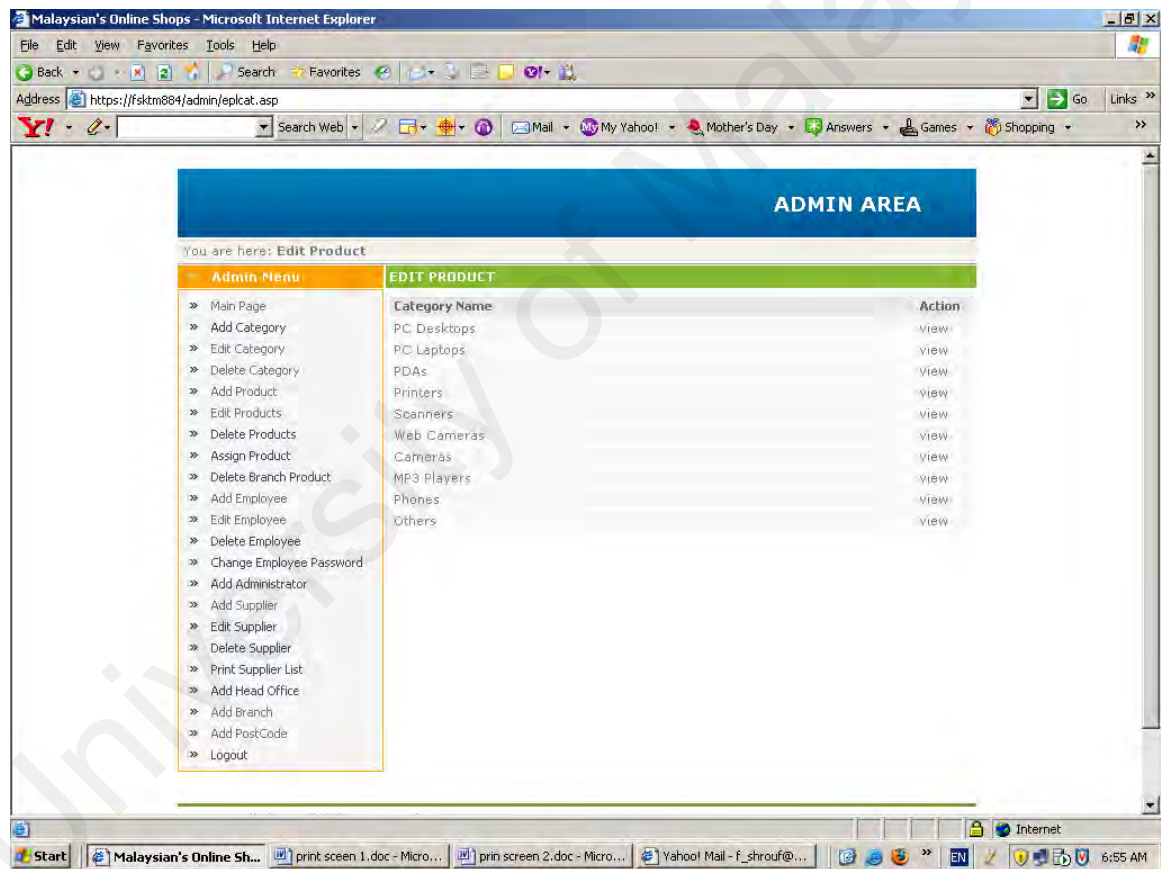 Malaysian's Online Shops - Microsoft Internet Explorer
File Edit View Favorites Tools Help
Back Search Favorites
Address https://fsktm884/admin/eplcat.asp Go Links »
Y! Search Web Mail My Yahoo! Mother's Day Answers Games Shopping »
ADMIN AREA
You are here: Edit Product
Admin Menu
» Main Page
» Add Category
» Edit Category
» Delete Category
» Add Product
» Edit Products
» Delete Products
» Assign Product
» Delete Branch Product
» Add Employee
» Edit Employee
» Delete Employee
» Change Employee Password
» Add Administrator
» Add Supplier
» Edit Supplier
» Delete Supplier
» Print Supplier List
» Add Head Office
» Add Branch
» Add PostCode
» Logout
EDIT PRODUCT
Category Name Action
PC Desktops view
PC Laptops view
PDAs view
Printers view
Scanners view
Web Cameras view
Cameras view
MP3 Players view
Phones view
Others view
Internet
Start Malaysian's Online Sh... print sceen 1.doc - Micro... prin screen 2.doc - Micro... Yahoo! Mail - f_shrouf@... » EN 6:55 AM
University of Malay